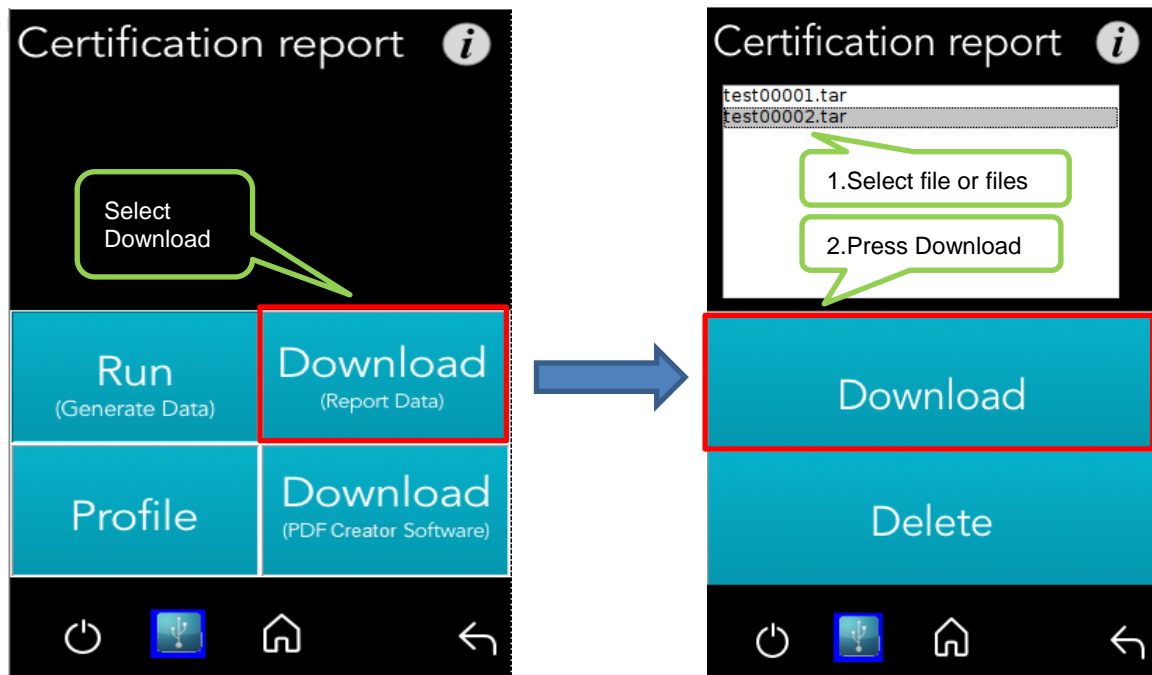 Certification report i
Select
Download
Run
(Generate Data)
Download
(Report Data)
Profile
Download
(PDF Creator Software)
Certification report i
test00001.tar
test00002.tar
1.Select file or files
2.Press Download
Download
Delete